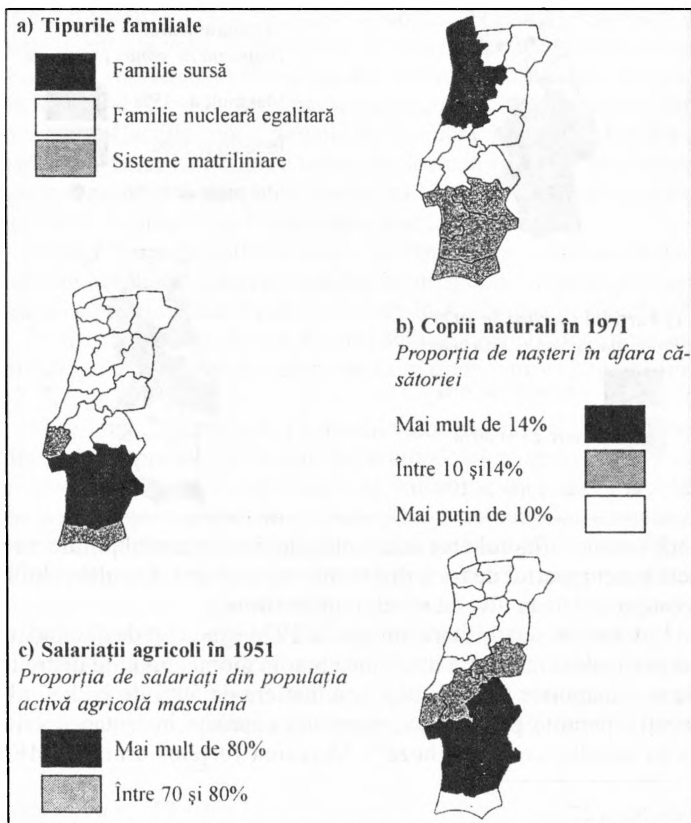 a) Tipurile familiale
Familie sursă
Familie nucleară egalitară
Sisteme matriliniare
b) Copiii naturali în 1971
Proporția de nașteri în afara că-
sătoriei
Mai mult de 14%
Între 10 și14%
Mai puțin de 10%
c) Salariații agricoli în 1951
Proporția de salariați din populația
activă agricolă masculină
Mai mult de 80%
Între 70 și 80%